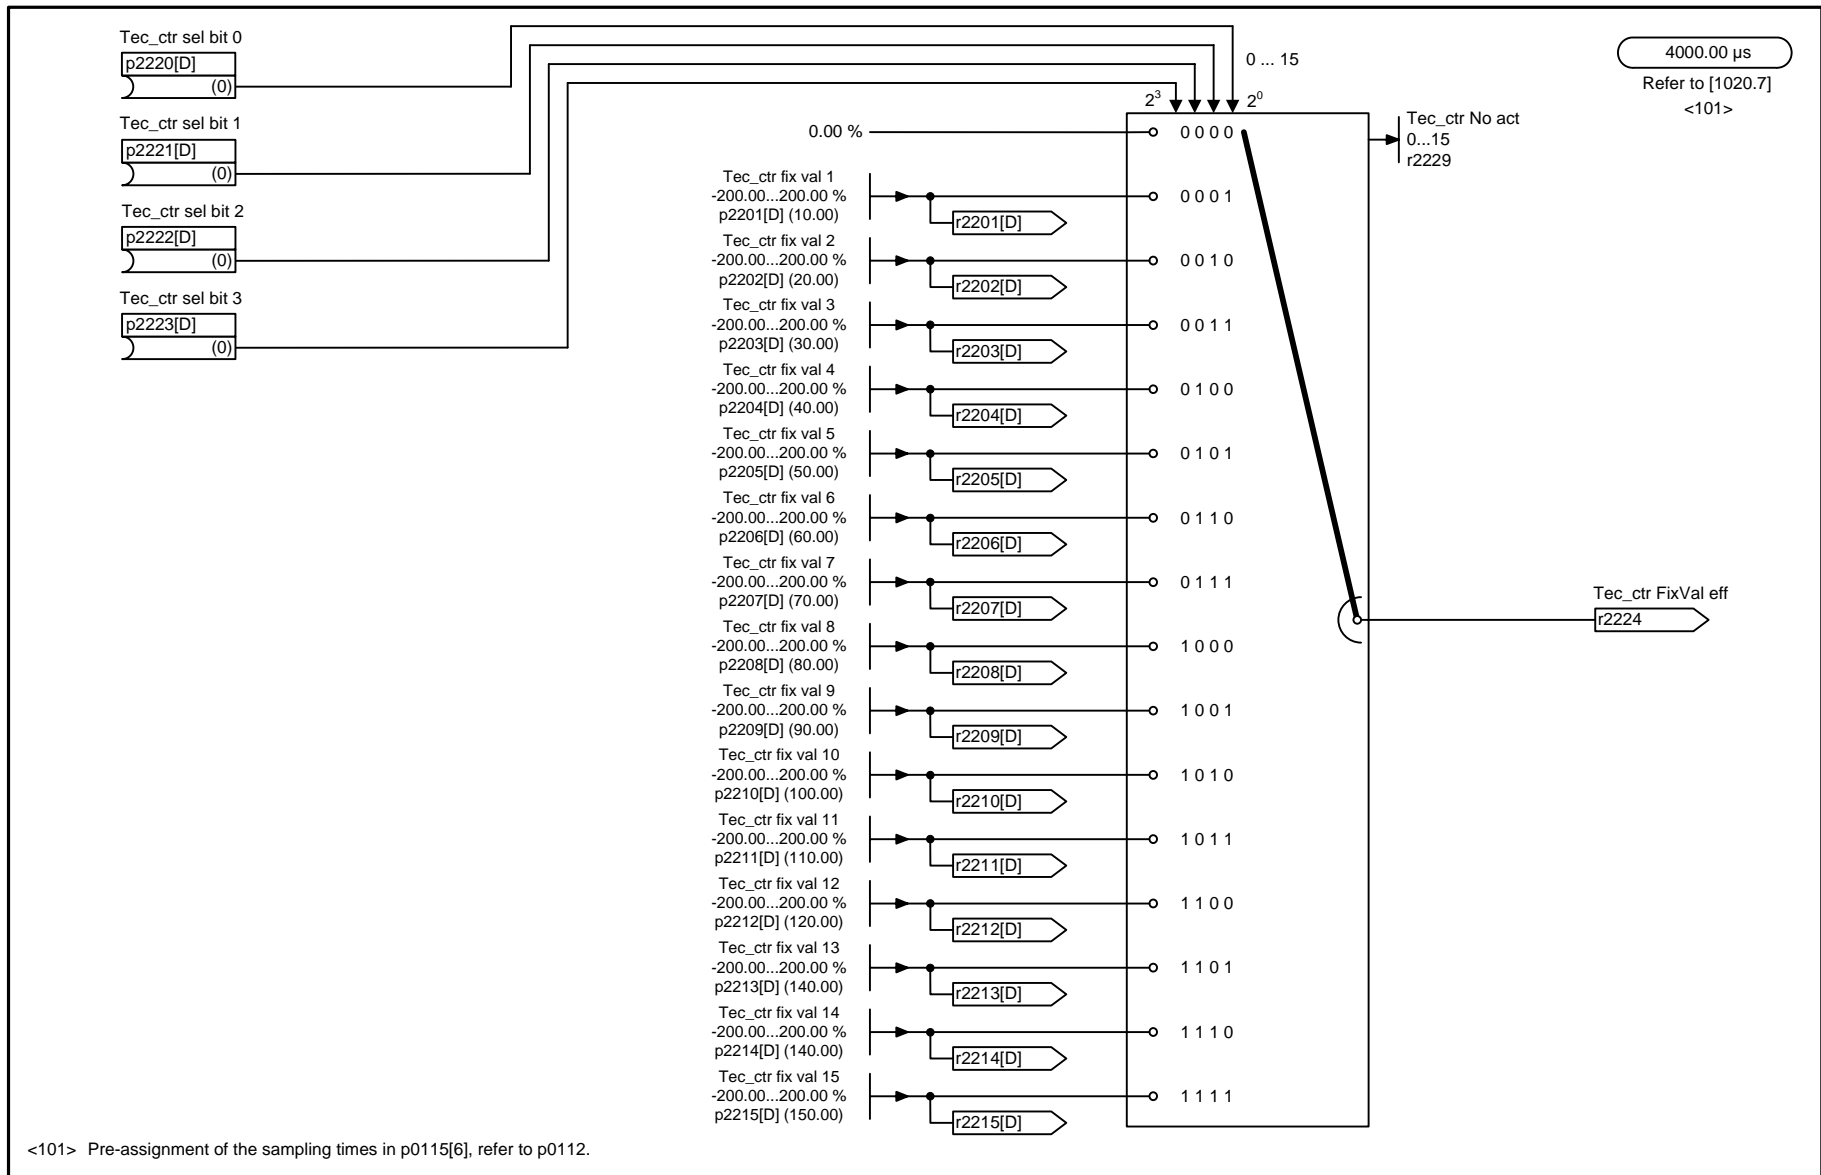 Tec_ctr sel bit 0
p2220[D]
(0)
Tec_ctr sel bit 1
p2221[D]
(0)
Tec_ctr sel bit 2
p2222[D]
(0)
Tec_ctr sel bit 3
p2223[D]
(0)
0 ... 15
2³ 2⁰
4000.00 µs
Refer to [1020.7]
<101>
Tec_ctr No act
0...15
r2229
0.00 %
0 0 0 0
Tec_ctr fix val 1
-200.00...200.00 %
p2201[D] (10.00)
r2201[D]
0 0 0 1
Tec_ctr fix val 2
-200.00...200.00 %
p2202[D] (20.00)
r2202[D]
0 0 1 0
Tec_ctr fix val 3
-200.00...200.00 %
p2203[D] (30.00)
r2203[D]
0 0 1 1
Tec_ctr fix val 4
-200.00...200.00 %
p2204[D] (40.00)
r2204[D]
0 1 0 0
Tec_ctr fix val 5
-200.00...200.00 %
p2205[D] (50.00)
r2205[D]
0 1 0 1
Tec_ctr fix val 6
-200.00...200.00 %
p2206[D] (60.00)
r2206[D]
0 1 1 0
Tec_ctr fix val 7
-200.00...200.00 %
p2207[D] (70.00)
r2207[D]
0 1 1 1
Tec_ctr fix val 8
-200.00...200.00 %
p2208[D] (80.00)
r2208[D]
1 0 0 0
Tec_ctr fix val 9
-200.00...200.00 %
p2209[D] (90.00)
r2209[D]
1 0 0 1
Tec_ctr fix val 10
-200.00...200.00 %
p2210[D] (100.00)
r2210[D]
1 0 1 0
Tec_ctr fix val 11
-200.00...200.00 %
p2211[D] (110.00)
r2211[D]
1 0 1 1
Tec_ctr fix val 12
-200.00...200.00 %
p2212[D] (120.00)
r2212[D]
1 1 0 0
Tec_ctr fix val 13
-200.00...200.00 %
p2213[D] (140.00)
r2213[D]
1 1 0 1
Tec_ctr fix val 14
-200.00...200.00 %
p2214[D] (140.00)
r2214[D]
1 1 1 0
Tec_ctr fix val 15
-200.00...200.00 %
p2215[D] (150.00)
r2215[D]
1 1 1 1
Tec_ctr FixVal eff
r2224
<101> Pre-assignment of the sampling times in p0115[6], refer to p0112.